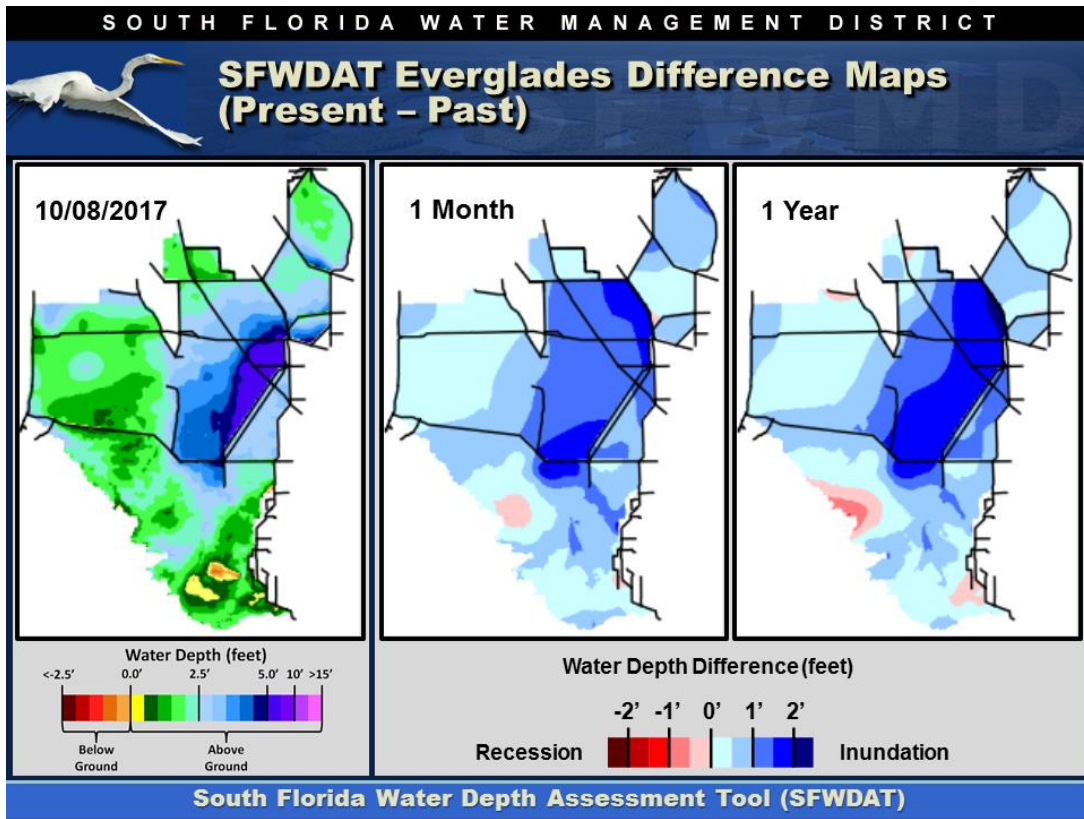 SOUTH FLORIDA WATER MANAGEMENT DISTRICT
SFWDAT Everglades Difference Maps
(Present – Past)
SFWMD
10/08/2017
1 Month
1 Year
Water Depth (feet)
<-2.5' 0.0' 2.5' 5.0' 10' >15'
Below
Ground
Above
Ground
Water Depth Difference (feet)
-2' -1' 0' 1' 2'
Recession
Inundation
South Florida Water Depth Assessment Tool (SFWDAT)